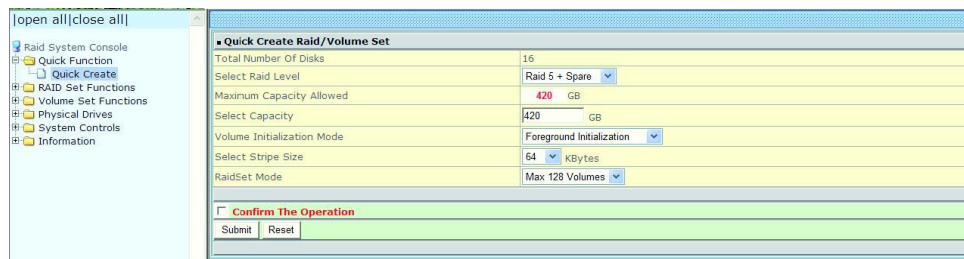 |open all|close all|
Raid System Console
Quick Function
Quick Create
RAID Set Functions
Volume Set Functions
Physical Drives
System Controls
Information
Quick Create Raid/Volume Set
Total Number Of Disks 16
Select Raid Level Raid 5 + Spare
Maximum Capacity Allowed 420 GB
Select Capacity 420 GB
Volume Initialization Mode Foreground Initialization
Select Stripe Size 64 KBytes
RaidSet Mode Max 128 Volumes
Confirm The Operation
Submit Reset